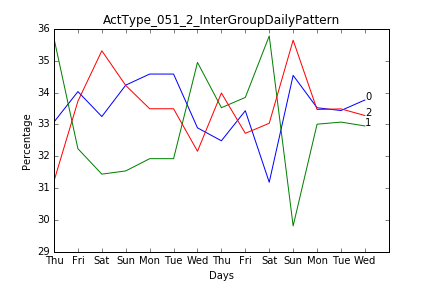 ActType_051_2_InterGroupDailyPattern
36
35
34
33
32
31
30
29
Percentage
0
2
1
Thu Fri Sat Sun Mon Tue Wed Thu Fri Sat Sun Mon Tue Wed
Days